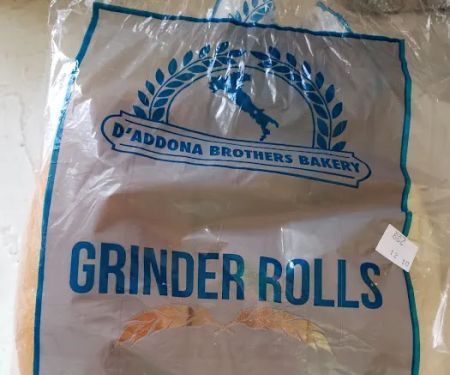 D'ADDONA BROTHERS BAKERY
GRINDER ROLLS